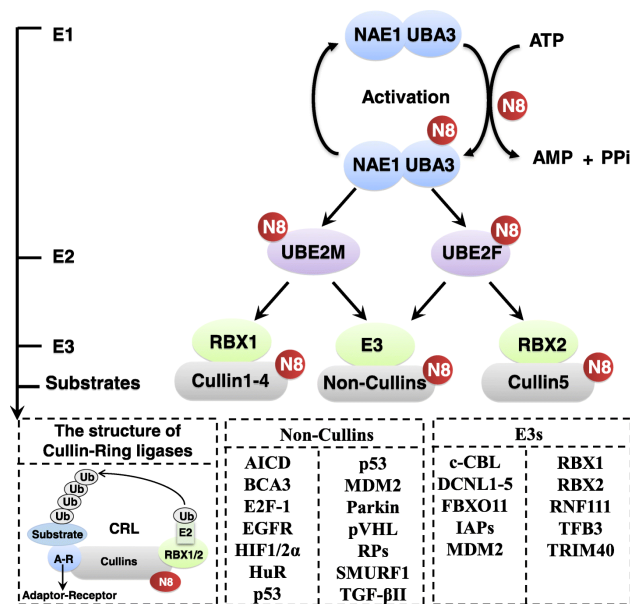 E1
NAE1 UBA3
ATP
Activation
N8
N8
NAE1 UBA3
AMP + PPi
N8
N8
E2
UBE2M
UBE2F
E3
RBX1
E3
RBX2
N8
N8
N8
Substrates
Cullin1-4
Non-Cullins
Cullin5
The structure of
Cullin-Ring ligases
Ub
Ub
Ub
Ub
Ub
E2
Substrate
CRL
A-R
Cullins
RBX1/2
N8
Adaptor-Receptor
Non-Cullins
AICD
BCA3
E2F-1
EGFR
HIF1/2α
HuR
p53
p53
MDM2
Parkin
pVHL
RPs
SMURF1
TGF-βII
E3s
c-CBL
DCNL1-5
FBXO11
IAPs
MDM2
RBX1
RBX2
RNF111
TFB3
TRIM40